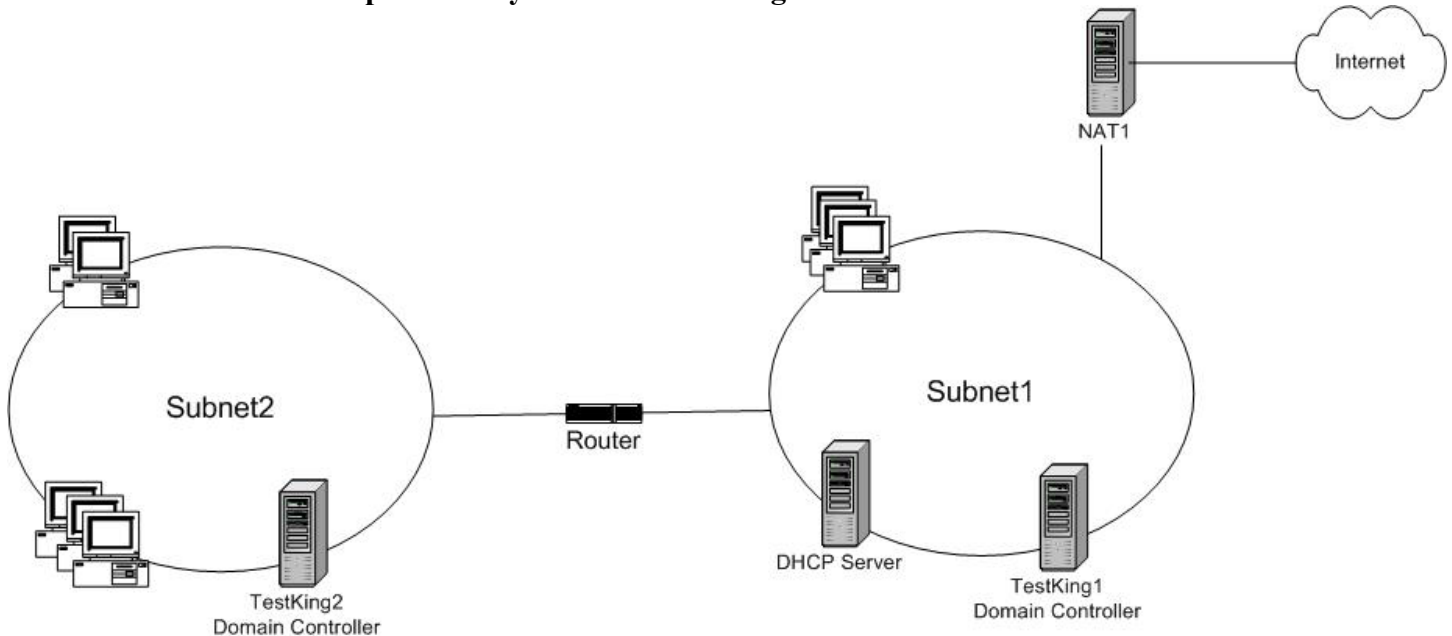 Internet
NAT1
Subnet2
Subnet1
Router
DHCP Server
TestKing2
Domain Controller
TestKing1
Domain Controller